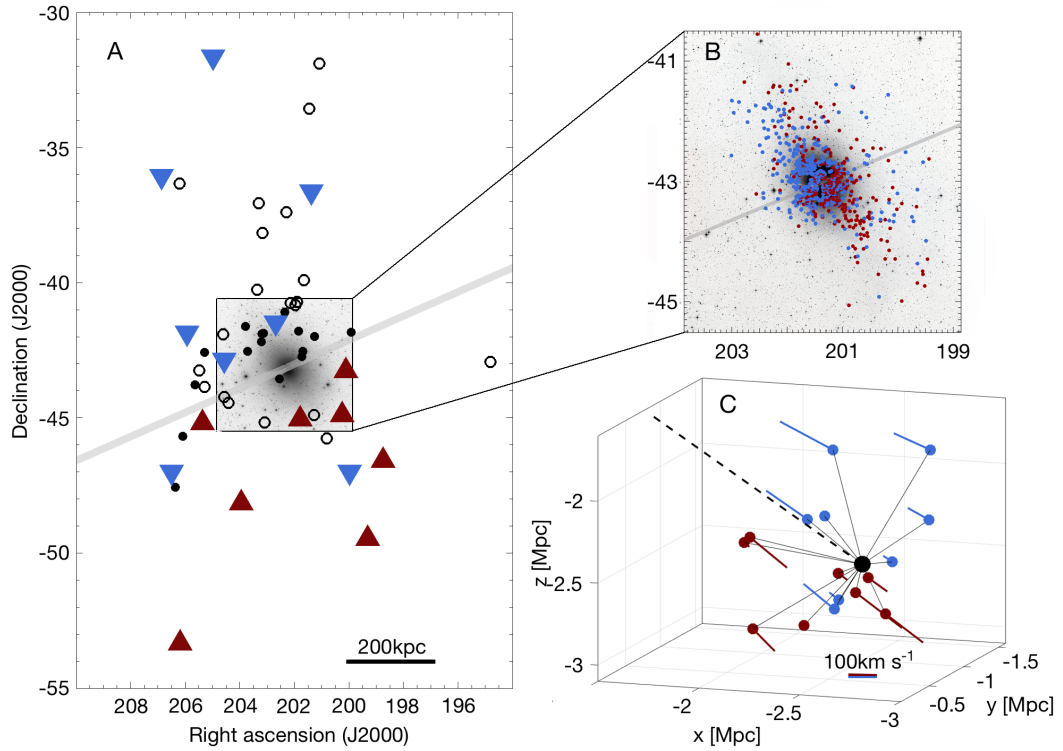 A
-30
-35
-40
-45
-50
-55
Declination (J2000)
208
206
204
202
200
198
196
Right ascension (J2000)
200kpc
B
-41
-43
-45
203
201
199
C
-2
-2.5
-3
z [Mpc]
100km s⁻¹
-2
-2.5
-3
x [Mpc]
-0.5
-1
-1.5
y [Mpc]